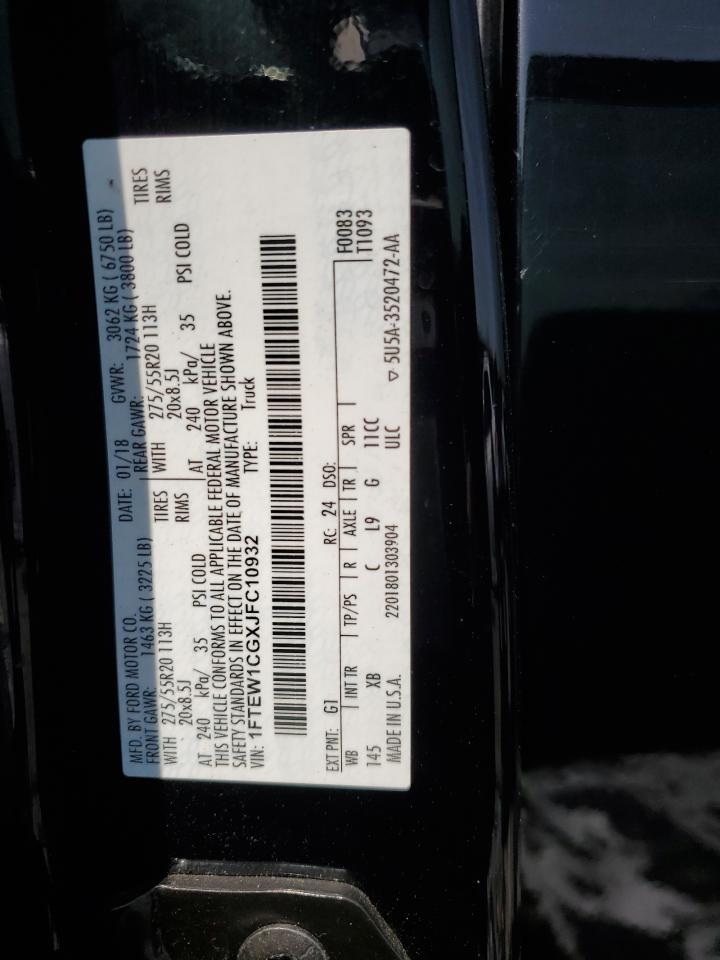 MFD. BY FORD MOTOR CO.
DATE: 01/18 GVWR: 3062 KG ( 6750 LB)
FRONT GAWR: 1463 KG ( 3225 LB) REAR GAWR: 1724 KG ( 3800 LB)
WITH 275/55R20 113H TIRES WITH 275/55R20 113H TIRES
20x8.5J RIMS 20x8.5J RIMS
AT 240 kPa/ 35 PSI COLD AT 240 kPa/ 35 PSI COLD
THIS VEHICLE CONFORMS TO ALL APPLICABLE FEDERAL MOTOR VEHICLE
SAFETY STANDARDS IN EFFECT ON THE DATE OF MANUFACTURE SHOWN ABOVE.
VIN: 1FTEW1CGXJFC10932 TYPE: Truck
EXT PNT: G1 RC: 24 DSO: F0083
WB INT TR TP/PS R AXLE TR SPR T1093
145 XB C L9 G 11CC
MADE IN U.S.A. 2201801303904 ULC ▽ 5U5A-3520472-AA